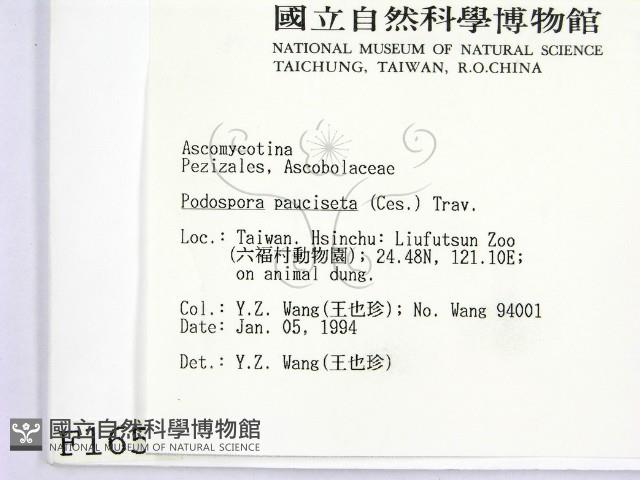 國立自然科學博物館
NATIONAL MUSEUM OF NATURAL SCIENCE
TAICHUNG, TAIWAN, R.O.CHINA
Ascomycotina
Pezizales, Ascobolaceae
Podospora pauciseta (Ces.) Trav.
Loc.: Taiwan. Hsinchu: Liufutsun Zoo
(六福村動物園); 24.48N, 121.10E;
on animal dung.
Col.: Y.Z. Wang(王也珍); No. Wang 94001
Date: Jan. 05, 1994
Det.: Y.Z. Wang(王也珍)
F165
國立自然科學博物館
NATIONAL MUSEUM OF NATURAL SCIENCE